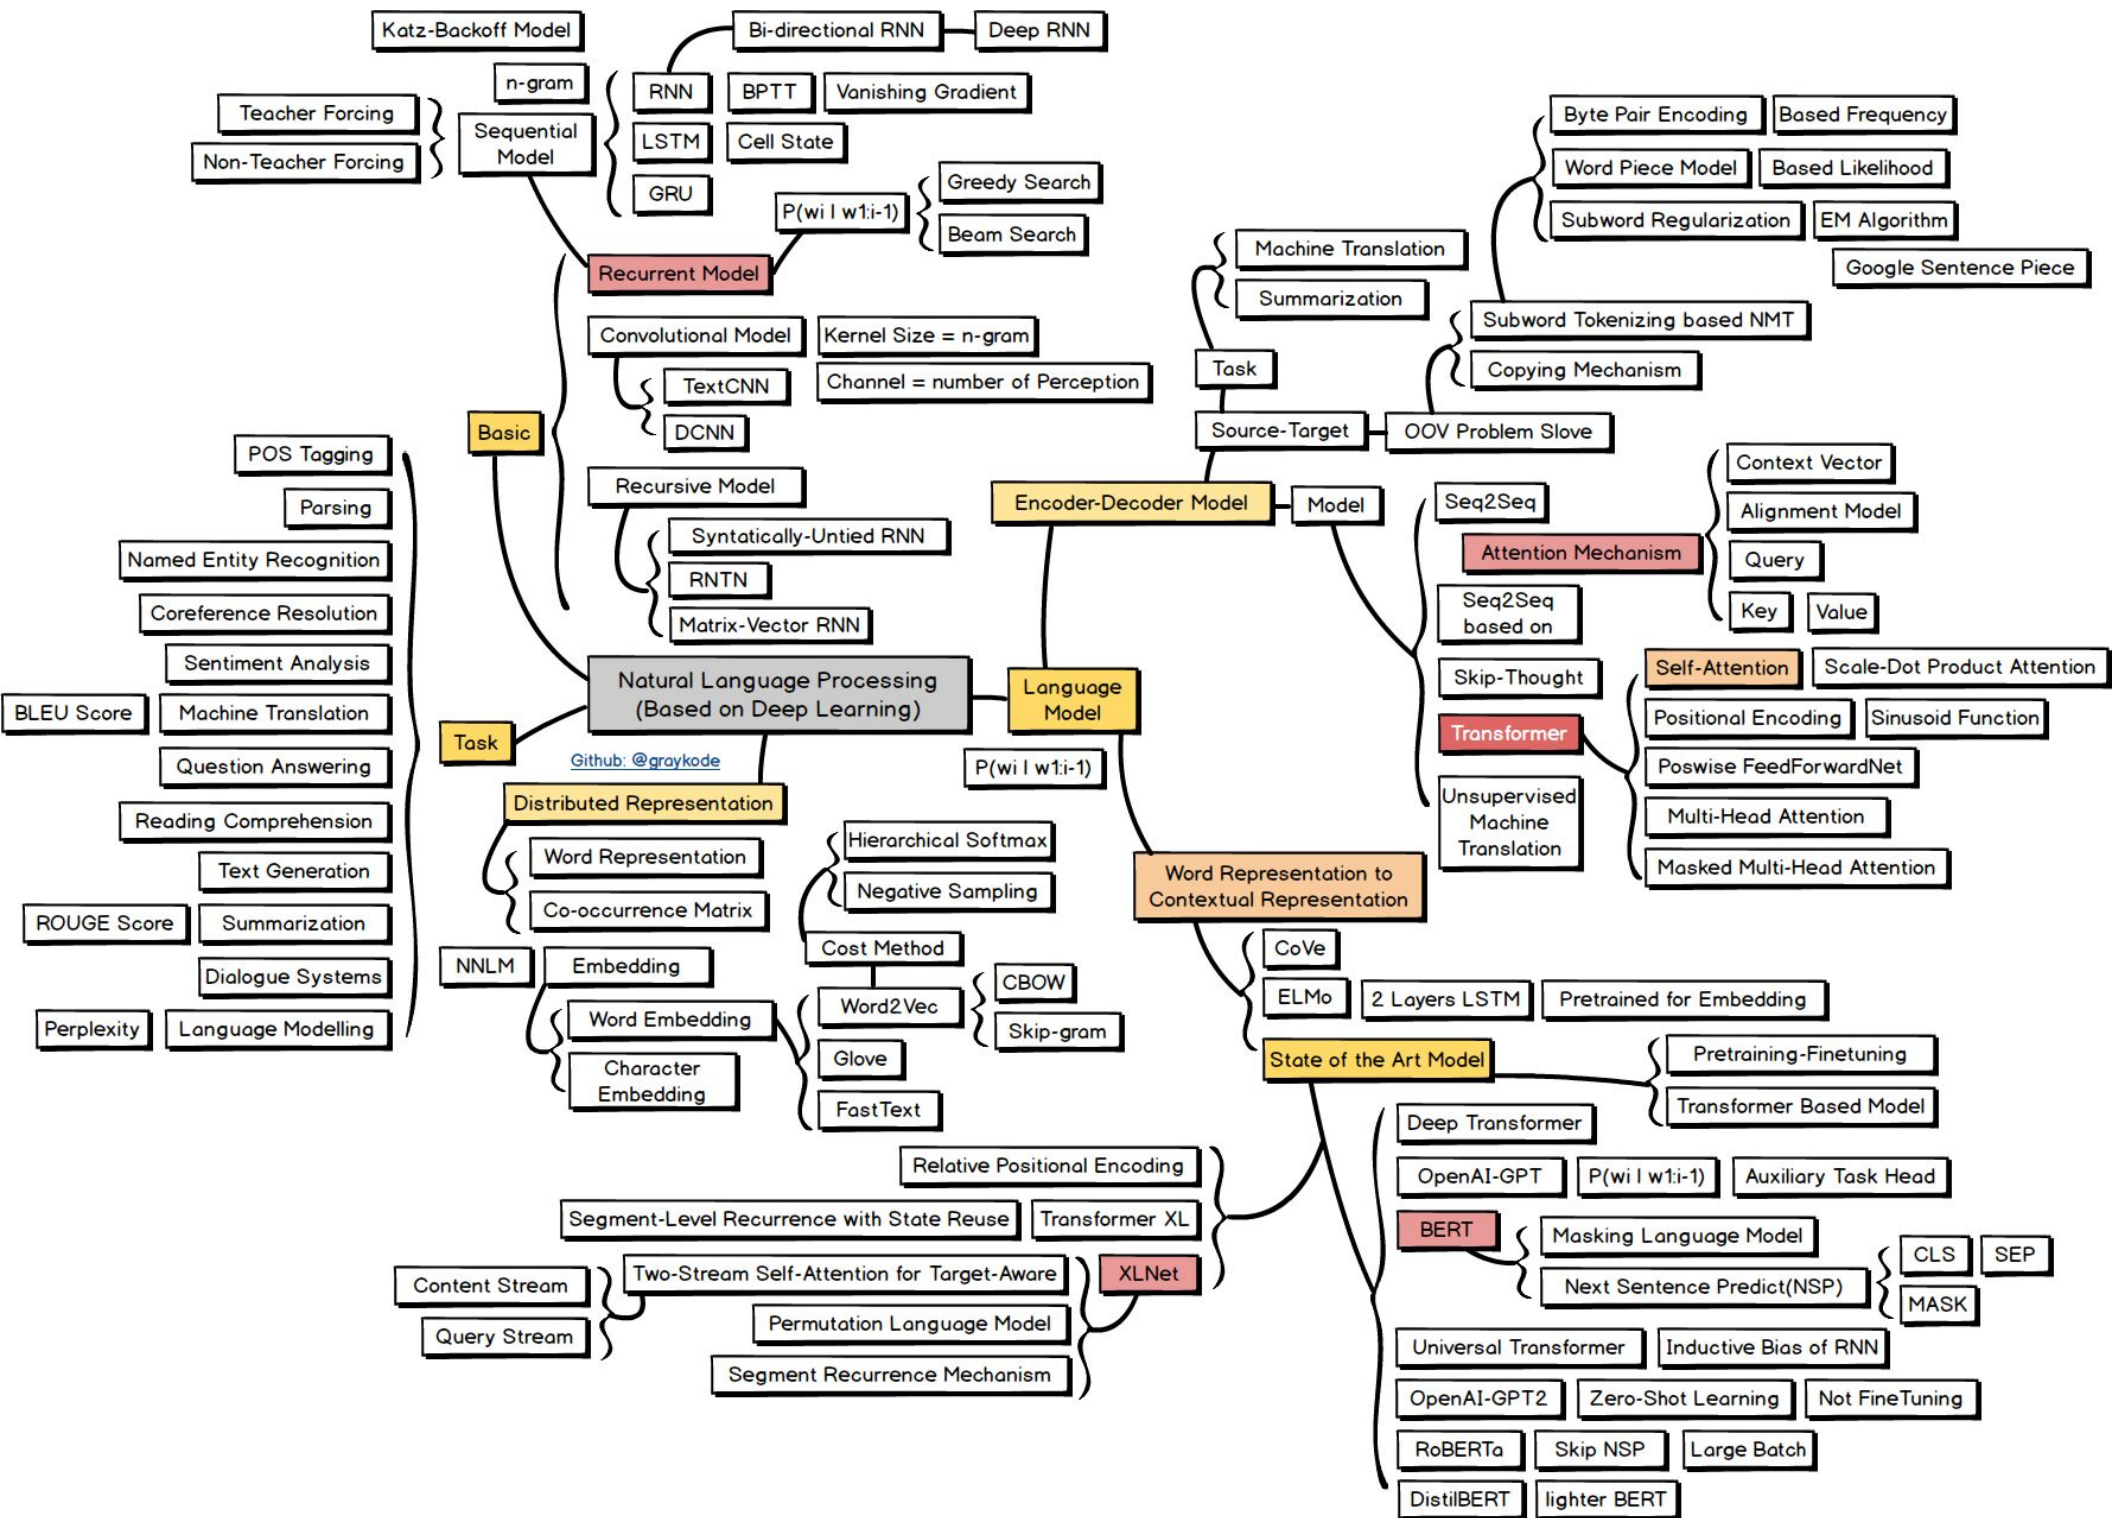 Katz-Backoff Model
Bi-directional RNN
Deep RNN
n-gram
RNN
BPTT
Vanishing Gradient
Teacher Forcing
Non-Teacher Forcing
Sequential
Model
LSTM
Cell State
GRU
P(wi | w1:i-1)
Greedy Search
Beam Search
Recurrent Model
Convolutional Model
Kernel Size = n-gram
Channel = number of Perception
TextCNN
DCNN
Basic
Recursive Model
Syntatically-Untied RNN
RNTN
Matrix-Vector RNN
POS Tagging
Parsing
Named Entity Recognition
Coreference Resolution
Sentiment Analysis
BLEU Score
Machine Translation
Question Answering
Reading Comprehension
Text Generation
ROUGE Score
Summarization
Dialogue Systems
Perplexity
Language Modelling
Task
Natural Language Processing
(Based on Deep Learning)
Github: @graykode
Language
Model
P(wi | w1:i-1)
Distributed Representation
Word Representation
Co-occurrence Matrix
NNLM
Embedding
Word Embedding
Character
Embedding
Hierarchical Softmax
Negative Sampling
Cost Method
Word2Vec
CBOW
Skip-gram
Glove
FastText
Byte Pair Encoding
Based Frequency
Word Piece Model
Based Likelihood
Subword Regularization
EM Algorithm
Google Sentence Piece
Machine Translation
Summarization
Subword Tokenizing based NMT
Copying Mechanism
Task
Source-Target
OOV Problem Slove
Encoder-Decoder Model
Model
Seq2Seq
Attention Mechanism
Context Vector
Alignment Model
Query
Key
Value
Seq2Seq
based on
Skip-Thought
Transformer
Self-Attention
Scale-Dot Product Attention
Positional Encoding
Sinusoid Function
Poswise FeedForwardNet
Multi-Head Attention
Masked Multi-Head Attention
Unsupervised
Machine
Translation
Word Representation to
Contextual Representation
CoVe
ELMo
2 Layers LSTM
Pretrained for Embedding
State of the Art Model
Pretraining-Finetuning
Transformer Based Model
Deep Transformer
OpenAI-GPT
P(wi | w1:i-1)
Auxiliary Task Head
BERT
Masking Language Model
Next Sentence Predict(NSP)
CLS
SEP
MASK
Universal Transformer
Inductive Bias of RNN
OpenAI-GPT2
Zero-Shot Learning
Not FineTuning
RoBERTa
Skip NSP
Large Batch
DistilBERT
lighter BERT
Relative Positional Encoding
Segment-Level Recurrence with State Reuse
Transformer XL
Two-Stream Self-Attention for Target-Aware
XLNet
Content Stream
Query Stream
Permutation Language Model
Segment Recurrence Mechanism